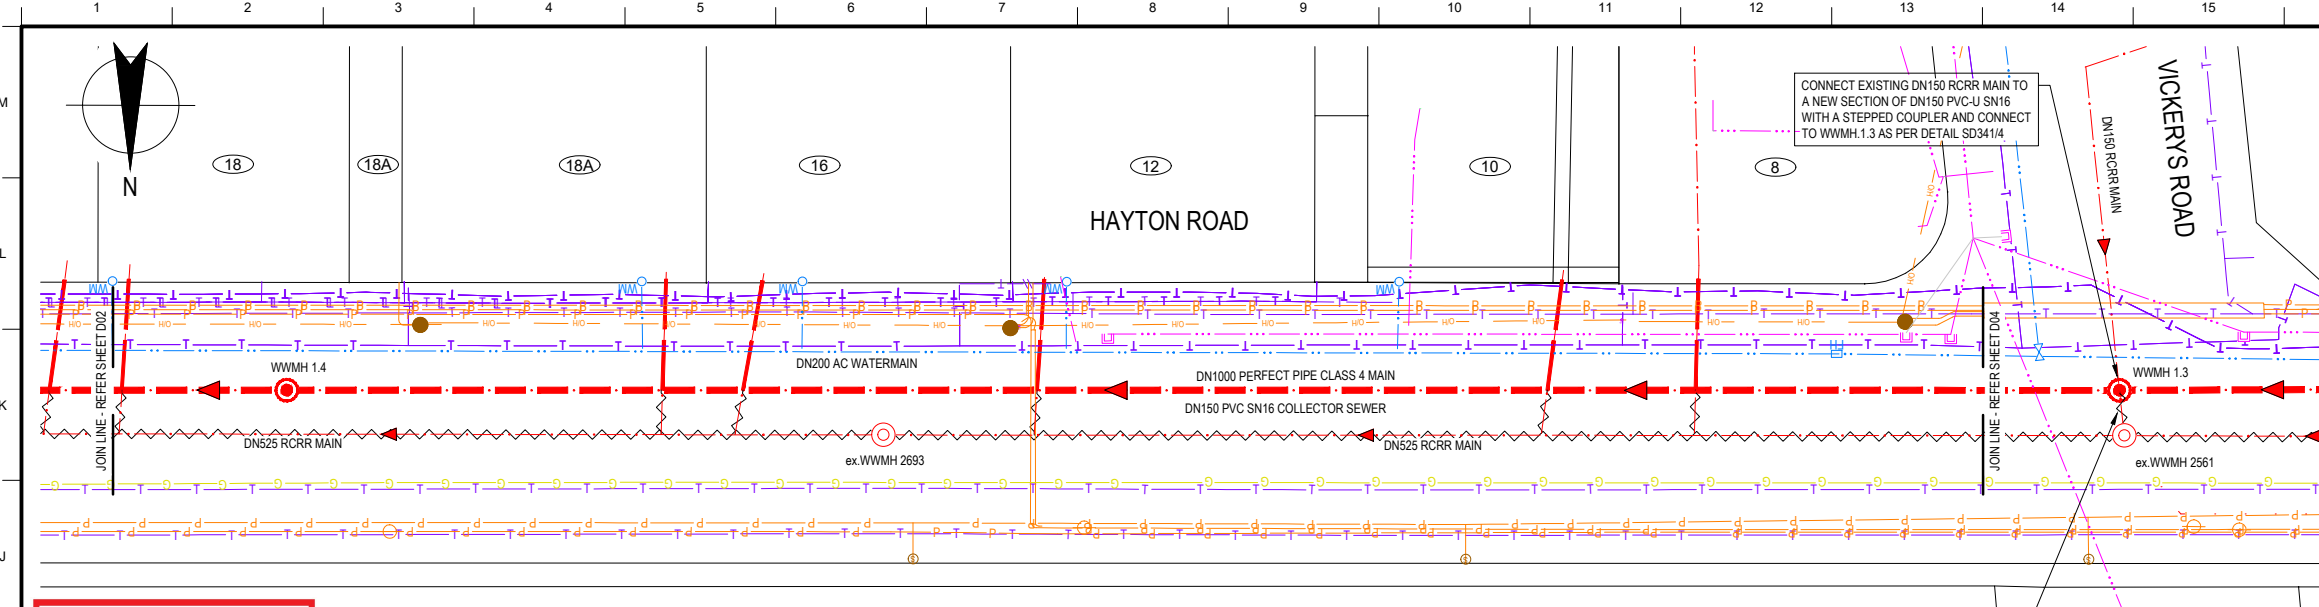 1 2 3 4 5 6 7 8 9 10 11 12 13 14 15
M
L
K
J
N
18
18A
18A
16
12
10
8
HAYTON ROAD
VICKERYS ROAD
CONNECT EXISTING DN150 RCRR MAIN TO
A NEW SECTION OF DN150 PVC-U SN16
WITH A STEPPED COUPLER AND CONNECT
TO WWMH.1.3 AS PER DETAIL SD341/4
DN150 RCRR MAIN
WM
WM
WM
WM
WM
JOIN LINE - REFER SHEET D02
JOIN LINE - REFER SHEET D04
WWMH 1.4
DN200 AC WATERMAIN
DN1000 PERFECT PIPE CLASS 4 MAIN
WWMH 1.3
DN150 PVC SN16 COLLECTOR SEWER
DN525 RCRR MAIN
DN525 RCRR MAIN
ex.WWMH 2693
ex.WWMH 2561